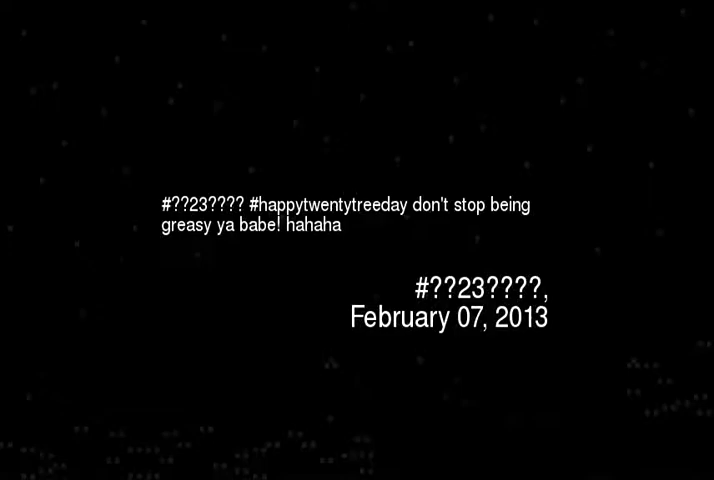 #??23???? #happytwentytreeday don't stop being
greasy ya babe! hahaha
#??23????,
February 07, 2013